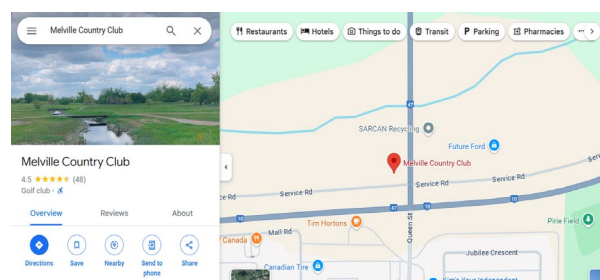 Melville Country Club
Restaurants
Hotels
Things to do
Transit
P Parking
Pharmacies
47
SARCAN Recycling
Future Ford
Melville Country Club
Melville Country Club
4.5 ★★★★★ (48)
Golf club ·
Service Rd
Service Rd
Service Rd
ce Rd
Overview
Reviews
About
10
47
10
10
Tim Hortons
Queen St
Pirie Field
Mall Rd
Canada
Jubilee Crescent
Canadian Tire
Directions
Save
Nearby
Send to
phone
Share
47